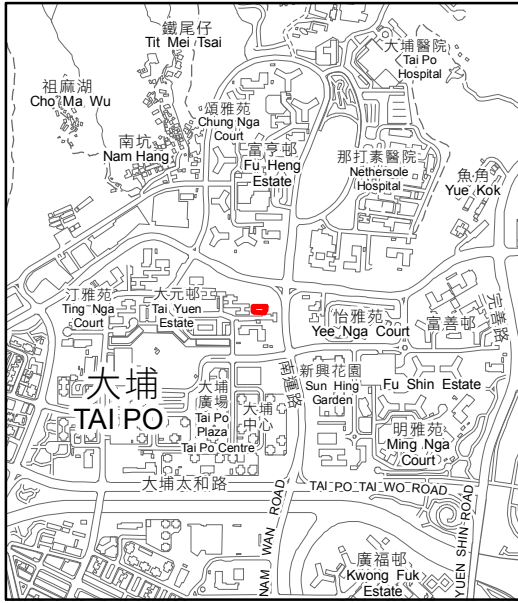 鐵尾仔
Tit Mei Tsai
大埔醫院
Tai Po
Hospital
祖麻湖
Cho Ma Wu
頌雅苑
Chung Nga
Court
南坑
Nam Hang
富亨邨
Fu Heng
Estate
那打素醫院
Nethersole
Hospital
魚角
Yue Kok
汀雅苑
Ting Nga
Court
大元邨
Tai Yuen
Estate
怡雅苑
Yee Nga Court
富善邨
Fu Shin Estate
完善路
YUEN SHIN ROAD
南運路
NAM WAN ROAD
新興花園
Sun Hing
Garden
大埔
TAI PO
大埔
廣場
Tai Po
Plaza
大埔
中心
Tai Po Centre
明雅苑
Ming Nga
Court
大埔太和路
TAI PO TAI WO ROAD
廣福邨
Kwong Fuk
Estate